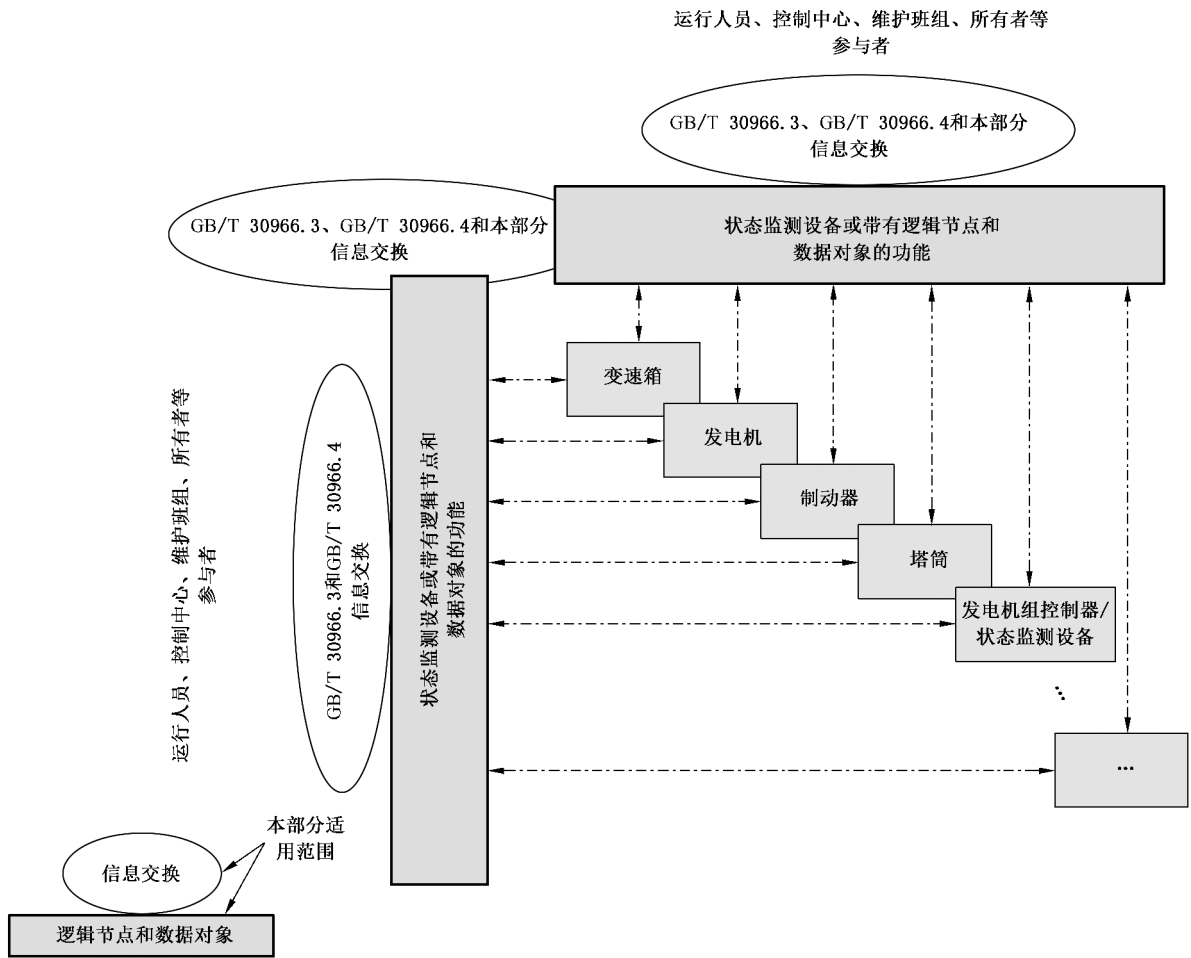 运行人员、控制中心、维护班组、所有者等
参与者
GB/T 30966.3、GB/T 30966.4和本部分
信息交换
GB/T 30966.3、GB/T 30966.4和本部分
信息交换
状态监测设备或带有逻辑节点和
数据对象的功能
变速箱
发电机
制动器
塔筒
发电机组控制器/
状态监测设备
…
…
运行人员、控制中心、维护班组、所有者等
参与者
GB/T 30966.3和GB/T 30966.4
信息交换
状态监测设备或带有逻辑节点和
数据对象的功能
本部分适
用范围
信息交换
逻辑节点和数据对象